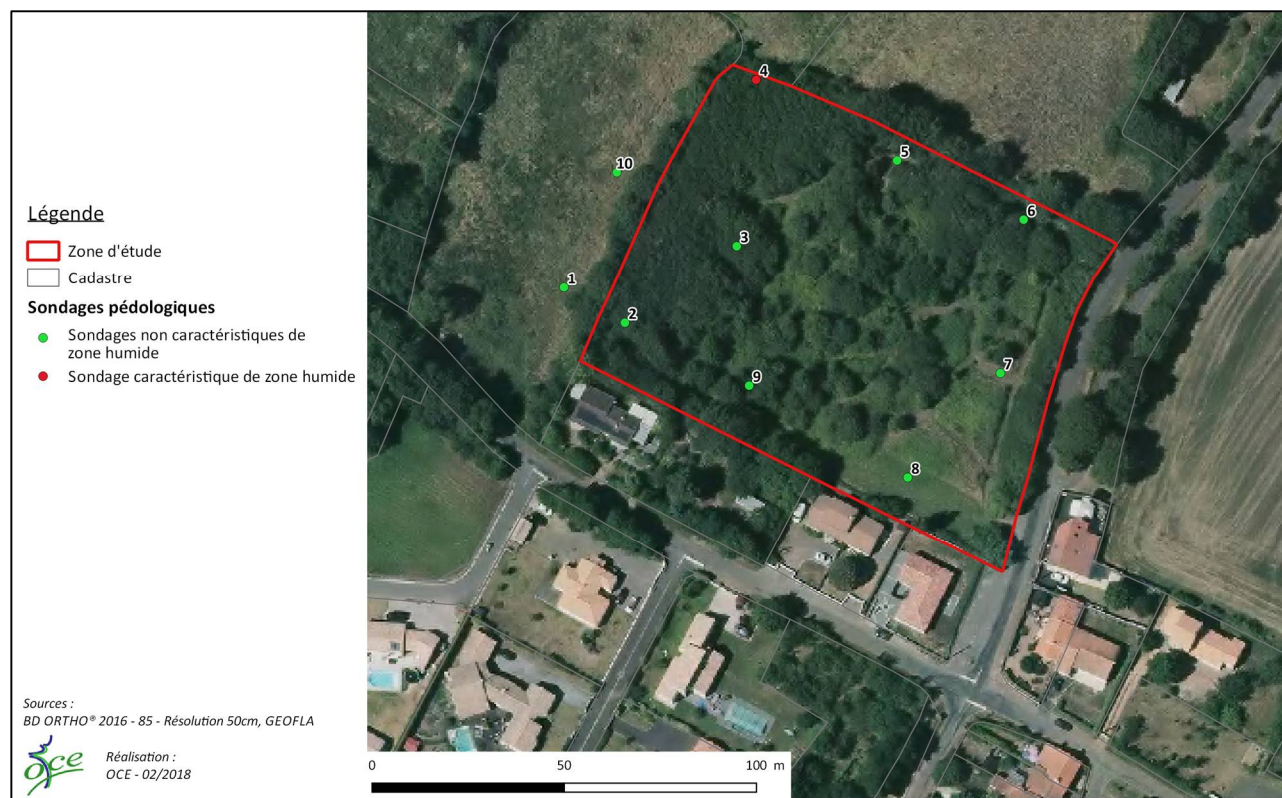 Légende
Zone d'étude
Cadastre
Sondages pédologiques
Sondages non caractéristiques de
zone humide
Sondage caractéristique de zone humide
Sources :
BD ORTHO® 2016 - 85 - Résolution 50cm, GEOFLA
oce
Réalisation :
OCE - 02/2018
4
5
10
6
3
1
2
7
9
8
0 50 100 m